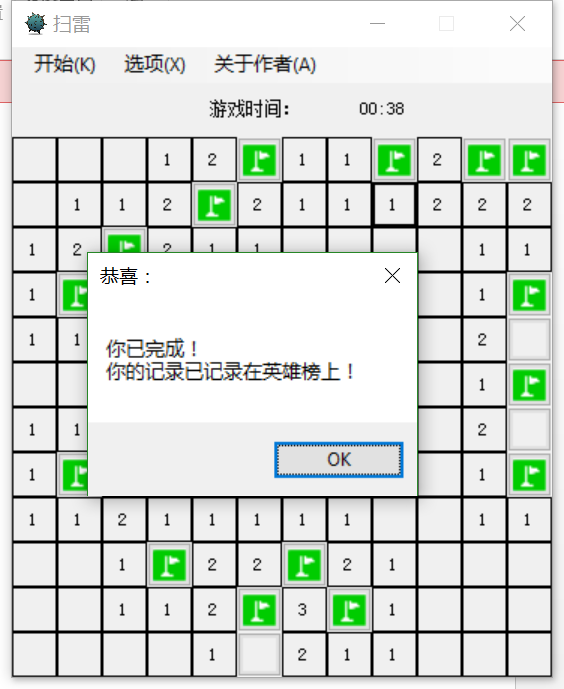 扫雷
开始(K) 选项(X) 关于作者(A)
游戏时间： 00:38
1 2 1 1 2
1 1 2 2 1 1 1 2 2 2
1 2 2 1 1 1 1
恭喜：
1 1
你已完成！
1 1 2
你的记录已记录在英雄榜上！
1
1 1 2
OK
1 1
1 1 2 1 1 1 1 1 1 1
1 2 2 2 1
1 1 2 3 1
1 2 1 1